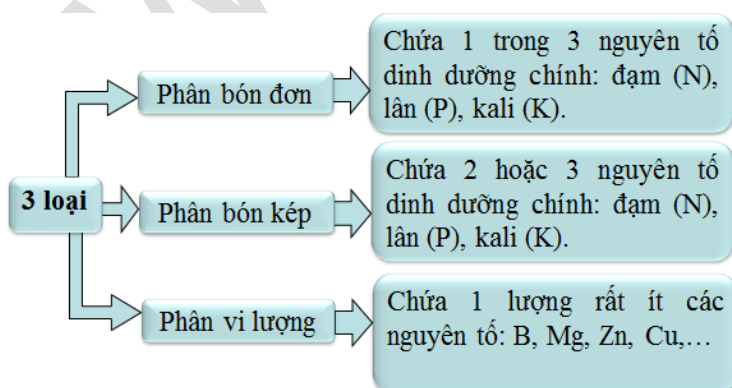 3 loại
Phân bón đơn
Chứa 1 trong 3 nguyên tố
dinh dưỡng chính: đạm (N),
lân (P), kali (K).
Phân bón kép
Chứa 2 hoặc 3 nguyên tố
dinh dưỡng chính: đạm (N),
lân (P), kali (K).
Phân vi lượng
Chứa 1 lượng rất ít các
nguyên tố: B, Mg, Zn, Cu,…